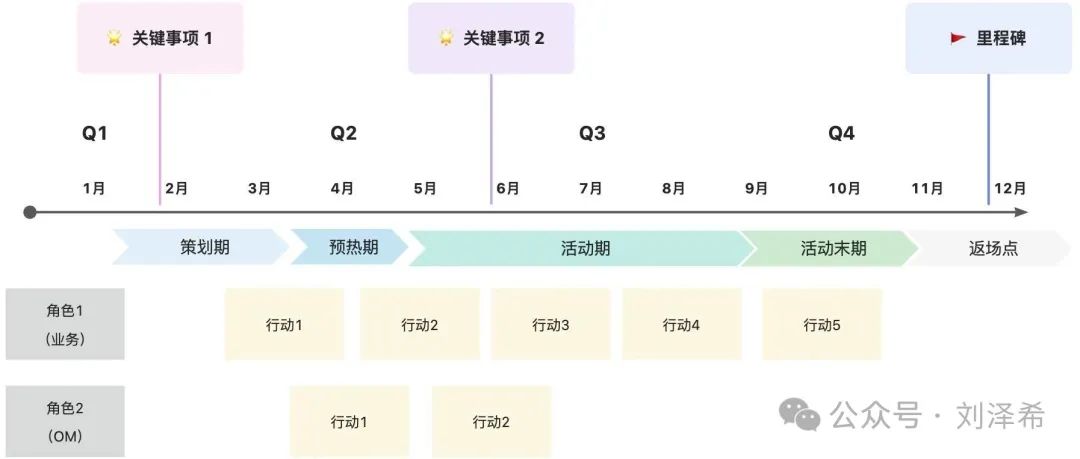 关键事项 1
关键事项 2
里程碑
Q1
Q2
Q3
Q4
1月
2月
3月
4月
5月
6月
7月
8月
9月
10月
11月
12月
策划期
预热期
活动期
活动末期
返场点
角色1
（业务）
行动1
行动2
行动3
行动4
行动5
角色2
（OM）
行动1
行动2
公众号 · 刘泽希